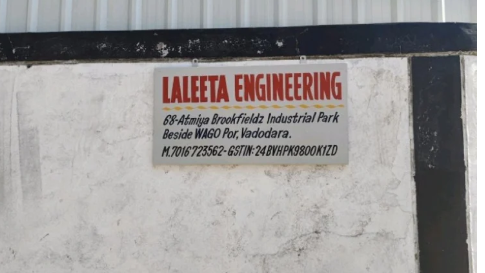 LALEETA ENGINEERING
68-Atmiya Brookfieldz Industrial Park
Beside WAGO Por, Vadodara.
M.7016723562-GSTIN:24BVHPK9800K1ZD